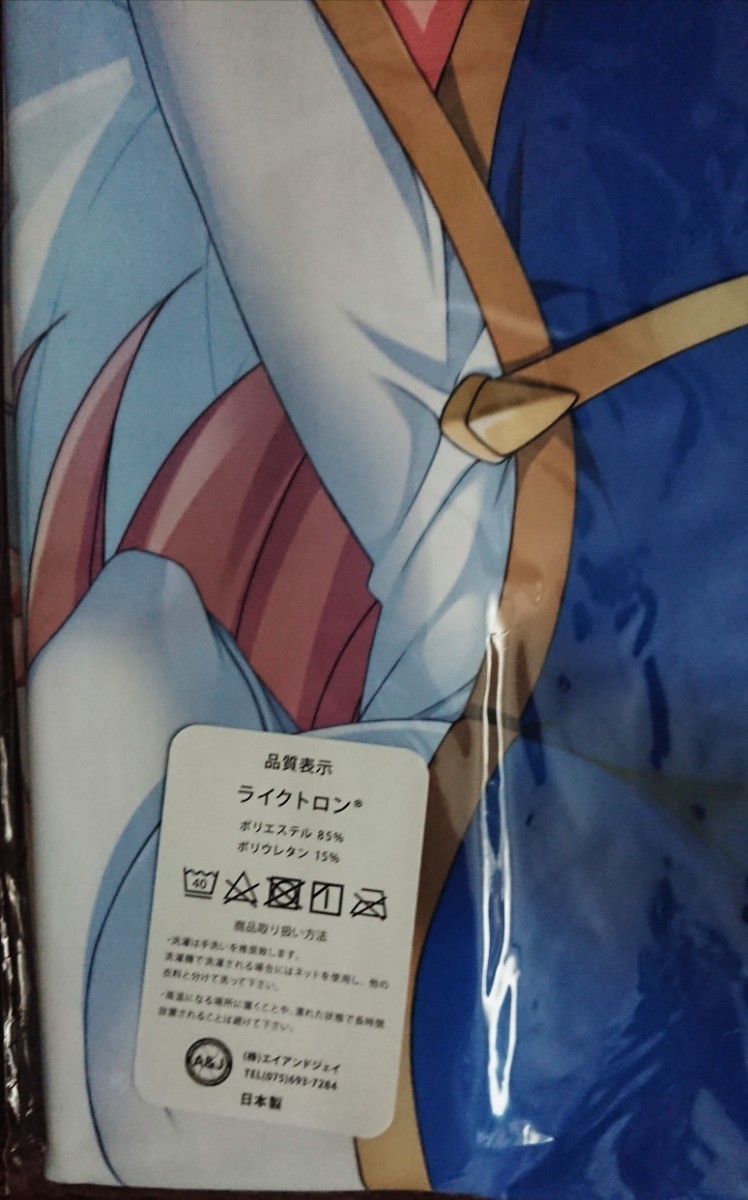 品質表示
ライクトロン®
ポリエステル 85%
ポリウレタン 15%
40
商品取り扱い方法
・洗濯は手洗いを推奨致します。
洗濯機で洗濯される場合にはネットを使用し、他の
衣料と分けて洗って下さい。
・高温になる場所に置くことや、濡れた状態で長時間
放置されることは避けて下さい。
A&J
(株)エイアンドジェイ
TEL(075)693-7284
日本製